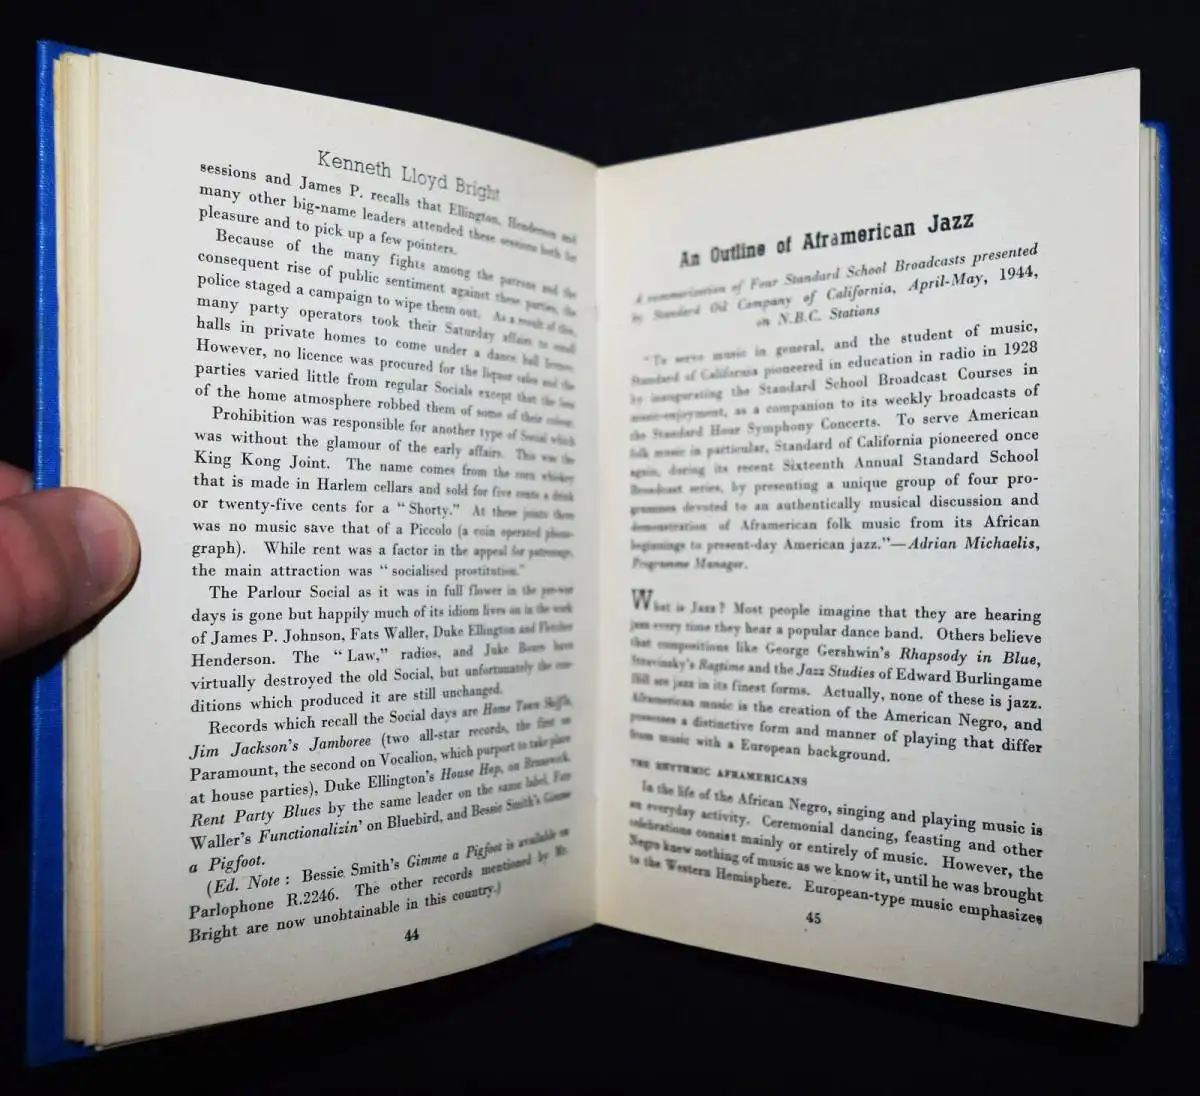 Kenneth Lloyd Bright
sessions and James P. recalls that Ellington, Henderson and
many other big-name leaders attended these sessions both for
pleasure and to pick up a few pointers.
Because of the many fights among the patrons and the
consequent rise of public sentiment against these parties, the
police staged a campaign to wipe them out. As a result of this,
many party operators took their Saturday affairs to small
halls in private homes to come under a dance hall licence.
However, no licence was procured for the liquor sales and the
parties varied little from regular Socials except that the loss
of the home atmosphere robbed them of some of their colour.
Prohibition was responsible for another type of Social which
was without the glamour of the early affairs. This was the
King Kong Joint. The name comes from the corn whiskey
that is made in Harlem cellars and sold for five cents a drink
or twenty-five cents for a “ Shorty.” At these joints there
was no music save that of a Piccolo (a coin operated phono-
graph). While rent was a factor in the appeal for patronage,
the main attraction was “ socialised prostitution.”
The Parlour Social as it was in full flower in the pre-war
days is gone but happily much of its idiom lives on in the work
of James P. Johnson, Fats Waller, Duke Ellington and Fletcher
Henderson. The “ Law,” radios, and Juke Boxes have
virtually destroyed the old Social, but unfortunately the con-
ditions which produced it are still unchanged.
Records which recall the Social days are Home Town Skiffle,
Jim Jackson's Jamboree (two all-star records, the first on
Paramount, the second on Vocalion, which purport to take place
at house parties), Duke Ellington's House Hop, on Brunswick,
Rent Party Blues by the same leader on the same label, Fats
Waller's Functionalizin' on Bluebird, and Bessie Smith's Gimme
a Pigfoot.
(Ed. Note : Bessie Smith's Gimme a Pigfoot is available on
Parlophone R.2246. The other records mentioned by Mr.
Bright are now unobtainable in this country.)
44
An Outline of Aframerican Jazz
A summarization of Four Standard School Broadcasts presented
by Standard Oil Company of California, April-May, 1944,
on N.B.C. Stations
“To serve music in general, and the student of music,
Standard of California pioneered in education in radio in 1928
by inaugurating the Standard School Broadcast Courses in
music-enjoyment, as a companion to its weekly broadcasts of
the Standard Hour Symphony Concerts. To serve American
folk music in particular, Standard of California pioneered once
again, during its recent Sixteenth Annual Standard School
Broadcast series, by presenting a unique group of four pro-
grammes devoted to an authentically musical discussion and
demonstration of Aframerican folk music from its African
beginnings to present-day American jazz.”—Adrian Michaelis,
Programme Manager.
What is Jazz? Most people imagine that they are hearing
jazz every time they hear a popular dance band. Others believe
that compositions like George Gershwin's Rhapsody in Blue,
Stravinsky's Ragtime and the Jazz Studies of Edward Burlingame
Hill are jazz in its finest forms. Actually, none of these is jazz.
Aframerican music is the creation of the American Negro, and
possesses a distinctive form and manner of playing that differ
from music with a European background.
THE RHYTHMIC AFRAMERICANS
In the life of the African Negro, singing and playing music is
an everyday activity. Ceremonial dancing, feasting and other
celebrations consist mainly or entirely of music. However, the
Negro knew nothing of music as we know it, until he was brought
to the Western Hemisphere. European-type music emphasizes
45